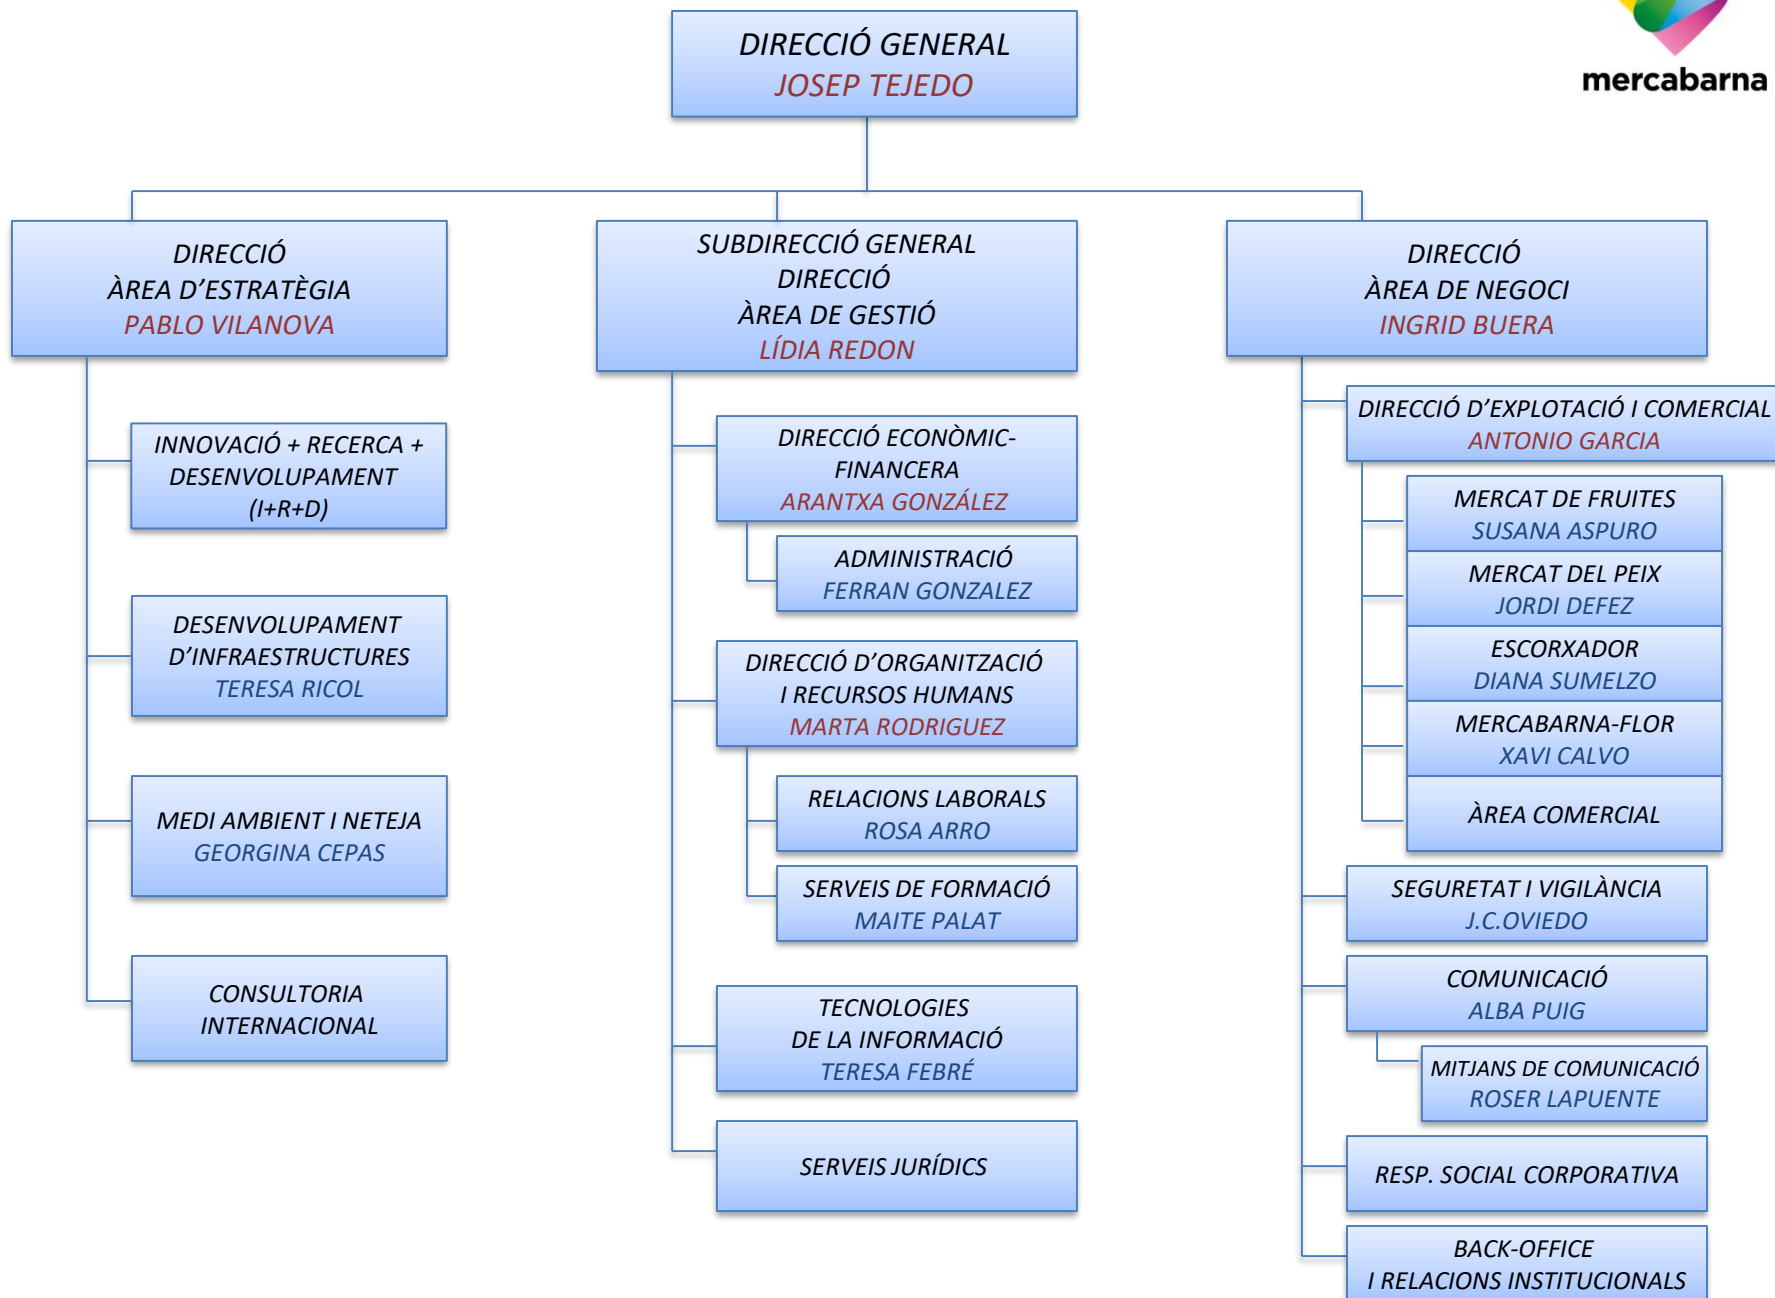 mercabarna
DIRECCIÓ GENERAL
JOSEP TEJEDO
DIRECCIÓ
ÀREA D’ESTRATÈGIA
PABLO VILANOVA
INNOVACIÓ + RECERCA +
DESENVOLUPAMENT
(I+R+D)
DESENVOLUPAMENT
D’INFRAESTRUCTURES
TERESA RICOL
MEDI AMBIENT I NETEJA
GEORGINA CEPAS
CONSULTORIA
INTERNACIONAL
SUBDIRECCIÓ GENERAL
DIRECCIÓ
ÀREA DE GESTIÓ
LÍDIA REDON
DIRECCIÓ ECONÒMIC-
FINANCERA
ARANTXA GONZÁLEZ
ADMINISTRACIÓ
FERRAN GONZALEZ
DIRECCIÓ D’ORGANITZACIÓ
I RECURSOS HUMANS
MARTA RODRIGUEZ
RELACIONS LABORALS
ROSA ARRO
SERVEIS DE FORMACIÓ
MAITE PALAT
TECNOLOGIES
DE LA INFORMACIÓ
TERESA FEBRÉ
SERVEIS JURÍDICS
DIRECCIÓ
ÀREA DE NEGOCI
INGRID BUERA
DIRECCIÓ D’EXPLOTACIÓ I COMERCIAL
ANTONIO GARCIA
MERCAT DE FRUITES
SUSANA ASPURO
MERCAT DEL PEIX
JORDI DEFEZ
ESCORXADOR
DIANA SUMELZO
MERCABARNA-FLOR
XAVI CALVO
ÀREA COMERCIAL
SEGURETAT I VIGILÀNCIA
J.C.OVIEDO
COMUNICACIÓ
ALBA PUIG
MITJANS DE COMUNICACIÓ
ROSER LAPUENTE
RESP. SOCIAL CORPORATIVA
BACK-OFFICE
I RELACIONS INSTITUCIONALS